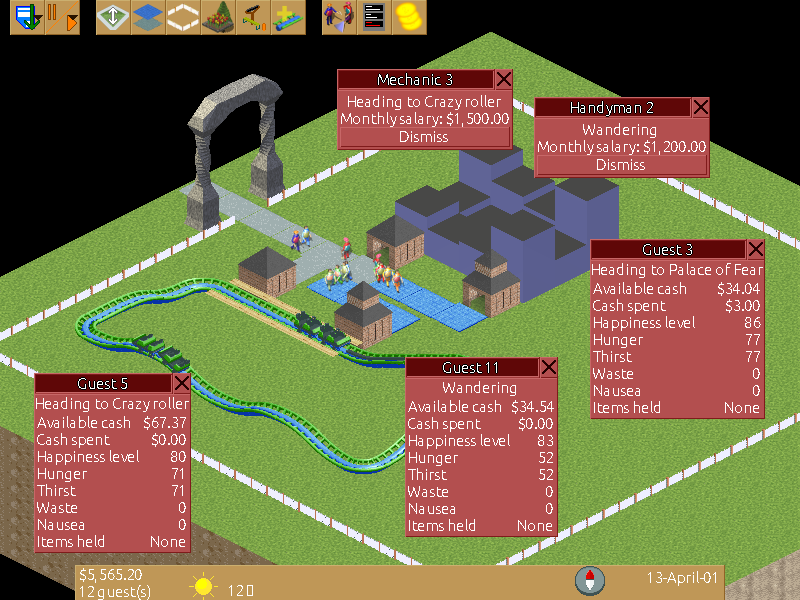 Mechanic 3
Heading to Crazy roller
Monthly salary: $1,500.00
Dismiss
Handyman 2
Wandering
Monthly salary: $1,200.00
Dismiss
Guest 3
Heading to Palace of Fear
Available cash $34.04
Cash spent $3.00
Happiness level 86
Hunger 77
Thirst 77
Waste 0
Nausea 0
Items held None
Guest 5
Heading to Crazy roller
Available cash $67.37
Cash spent $0.00
Happiness level 80
Hunger 71
Thirst 71
Waste 0
Nausea 0
Items held None
Guest 11
Wandering
Available cash $34.54
Cash spent $0.00
Happiness level 83
Hunger 52
Thirst 52
Waste 0
Nausea 0
Items held None
$5,565.20
12 guest(s)
12
13-April-01